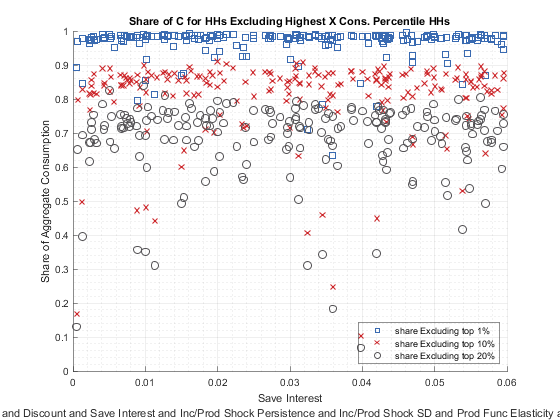 Share of C for HHs Excluding Highest X Cons. Percentile HHs
1
0.9
0.8
0.7
0.6
0.5
0.4
0.3
0.2
0.1
0
Share of Aggregate Consumption
share Excluding top 1%
share Excluding top 10%
share Excluding top 20%
0 0.01 0.02 0.03 0.04 0.05 0.06
Save Interest
and Discount and Save Interest and Inc/Prod Shock Persistence and Inc/Prod Shock SD and Prod Func Elasticity